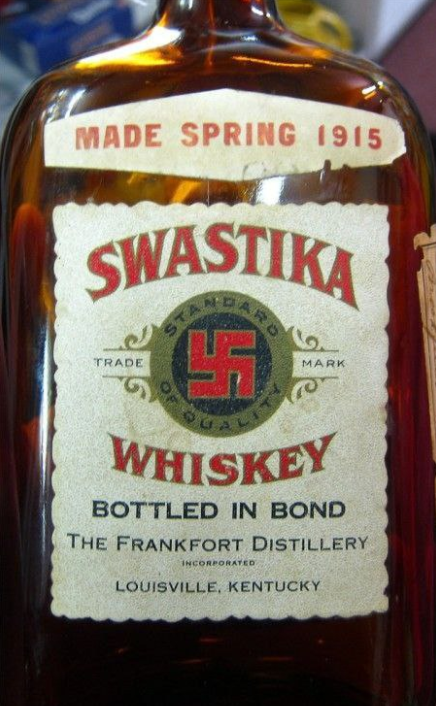 MADE SPRING 1915
SWASTIKA
STANDARD
TRADE MARK
OF QUALITY
WHISKEY
BOTTLED IN BOND
THE FRANKFORT DISTILLERY
INCORPORATED
LOUISVILLE, KENTUCKY